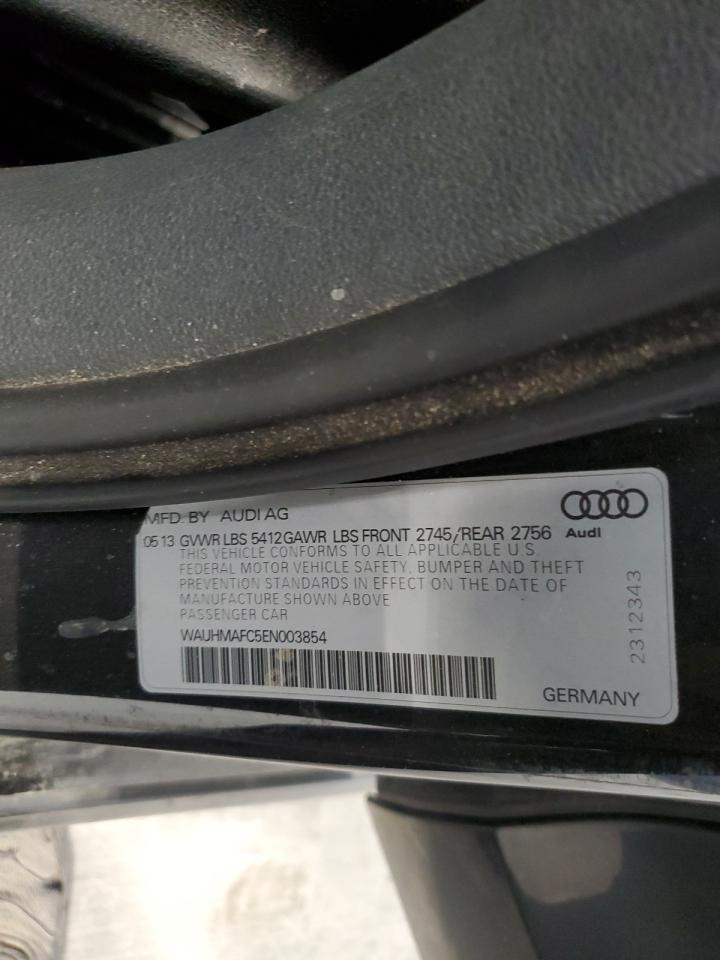 MFD. BY AUDI AG
05 13 GVWR LBS 5412 GAWR LBS FRONT 2745/REAR 2756
THIS VEHICLE CONFORMS TO ALL APPLICABLE U.S.
FEDERAL MOTOR VEHICLE SAFETY, BUMPER AND THEFT
PREVENTION STANDARDS IN EFFECT ON THE DATE OF
MANUFACTURE SHOWN ABOVE
PASSENGER CAR
WAUHMAFC5EN003854
Audi
2312343
GERMANY